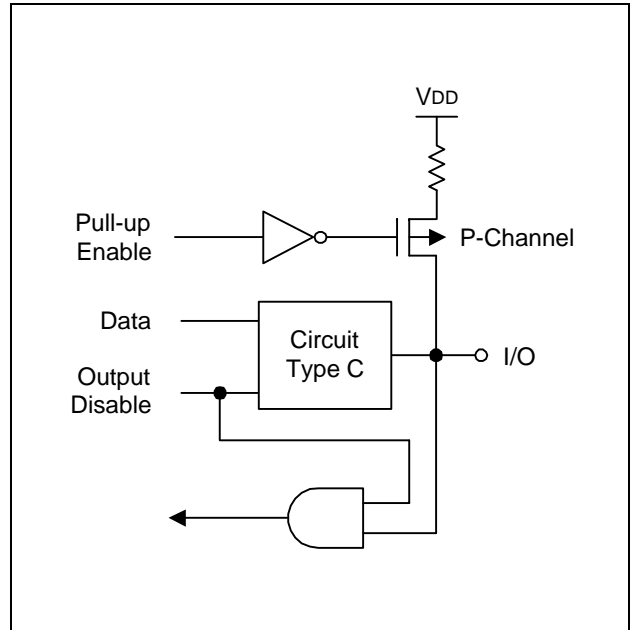 VDD
Pull-up
Enable
P-Channel
Data
Circuit
Type C
I/O
Output
Disable